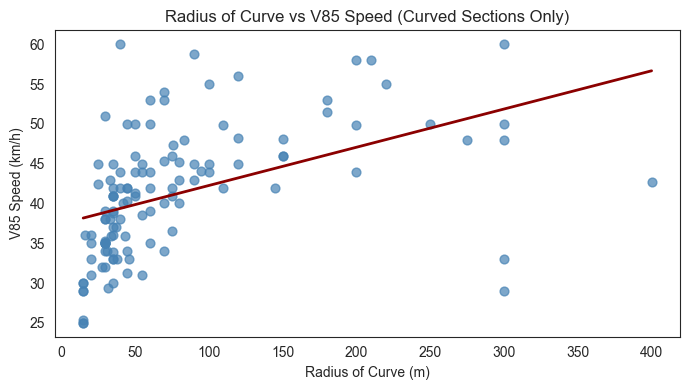 Radius of Curve vs V85 Speed (Curved Sections Only)
V85 Speed (km/h)
60
55
50
45
40
35
30
25
0 50 100 150 200 250 300 350 400
Radius of Curve (m)